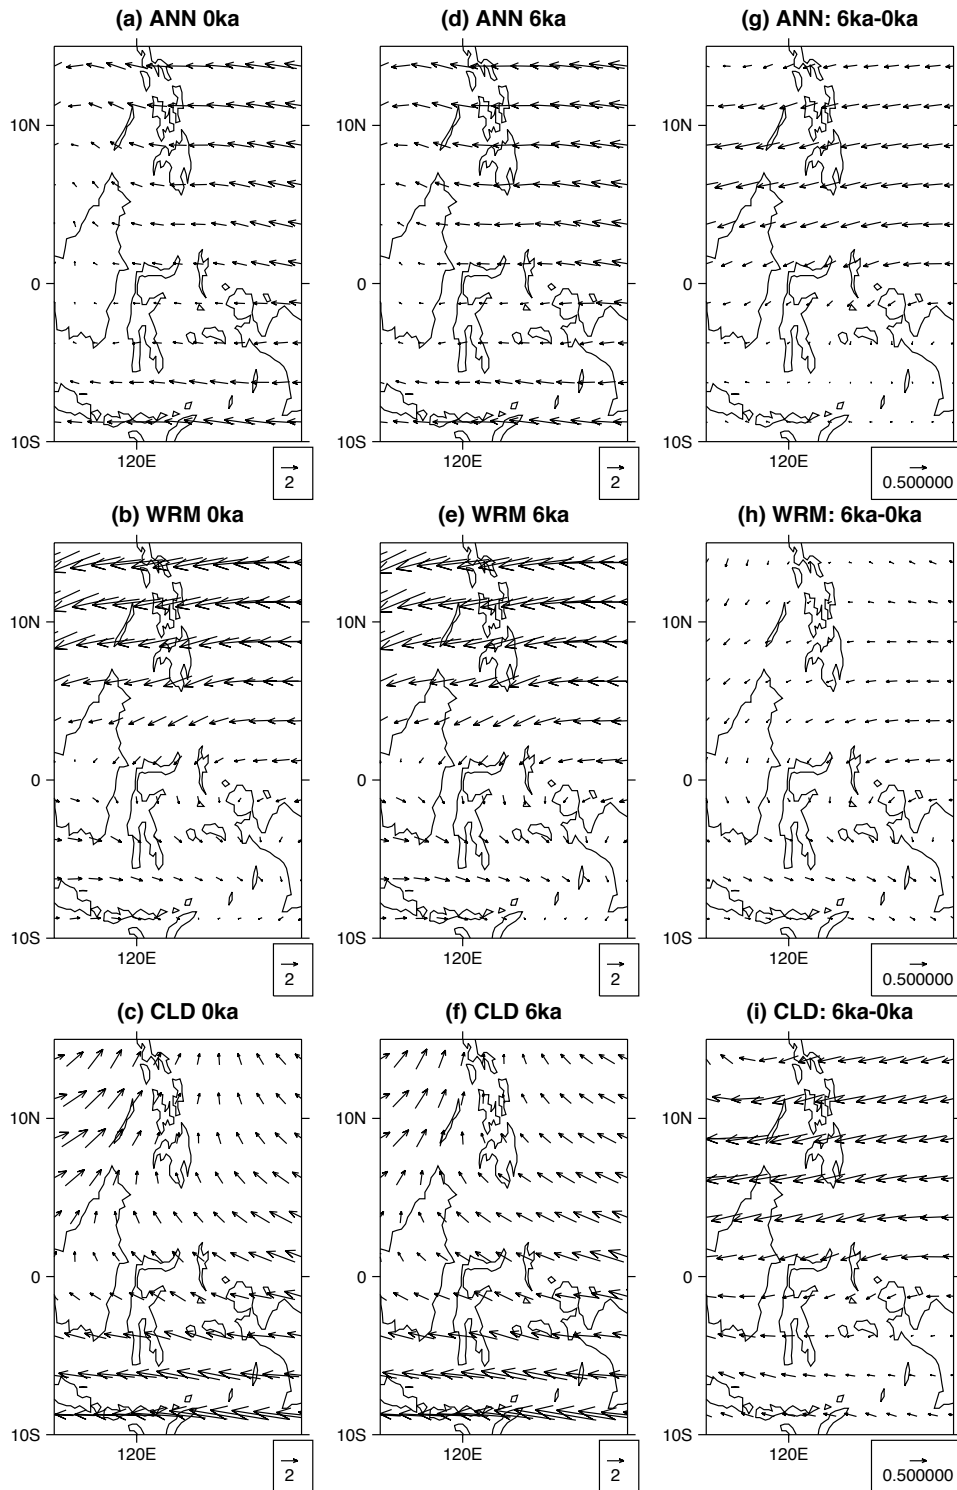 (a) ANN 0ka
(d) ANN 6ka
(g) ANN: 6ka-0ka
10N
10N
10N
0
0
0
10S
10S
10S
120E
120E
120E
2
2
0.500000
(b) WRM 0ka
(e) WRM 6ka
(h) WRM: 6ka-0ka
10N
10N
10N
0
0
0
10S
10S
10S
120E
120E
120E
2
2
0.500000
(c) CLD 0ka
(f) CLD 6ka
(i) CLD: 6ka-0ka
10N
10N
10N
0
0
0
10S
10S
10S
120E
120E
120E
2
2
0.500000